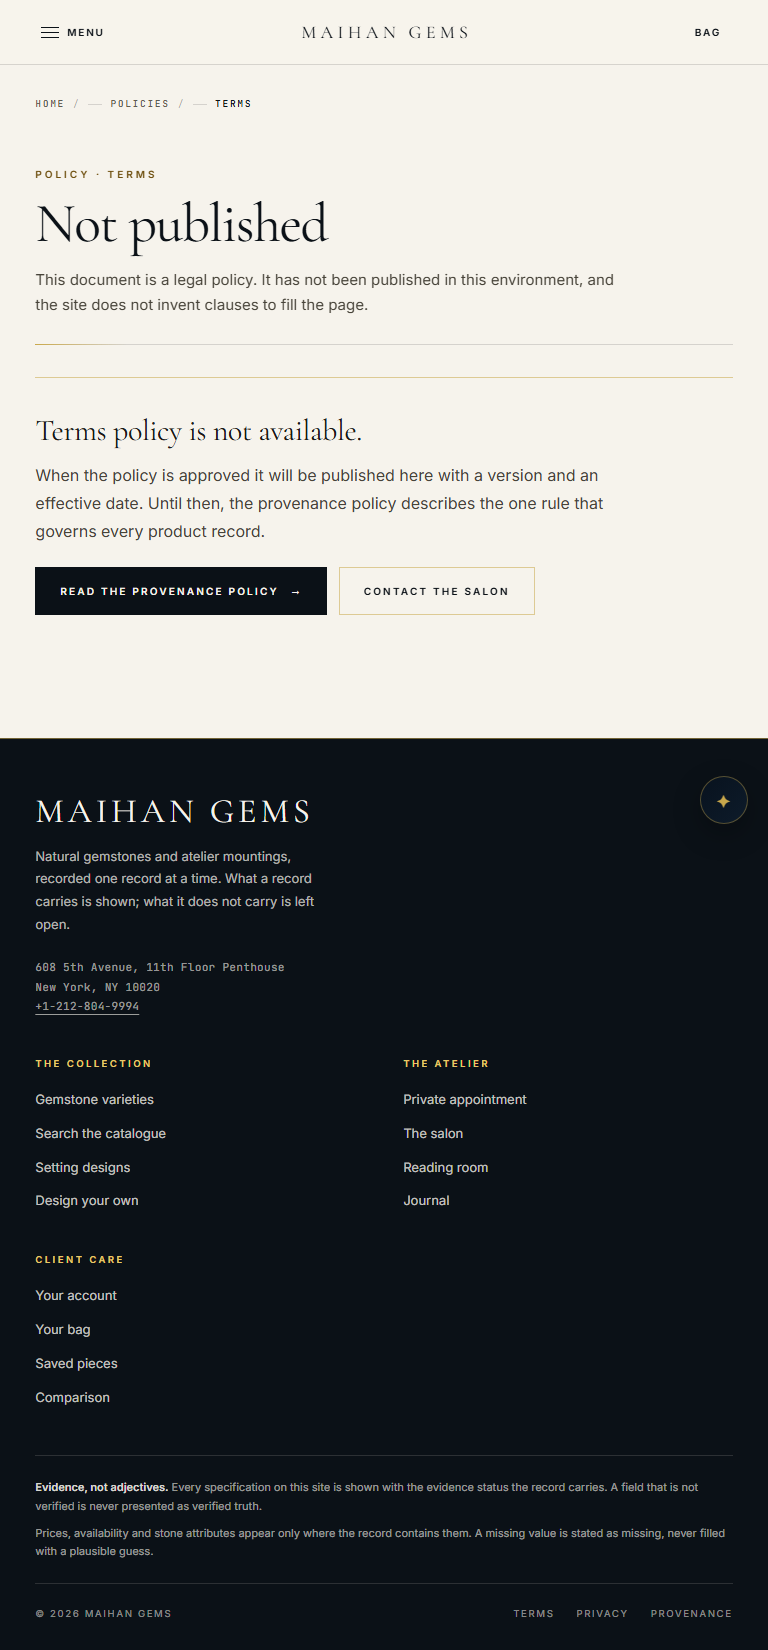 MENU
MAIHAN GEMS
BAG
HOME / POLICIES / TERMS
POLICY · TERMS
Not published
This document is a legal policy. It has not been published in this environment, and
the site does not invent clauses to fill the page.
Terms policy is not available.
When the policy is approved it will be published here with a version and an
effective date. Until then, the provenance policy describes the one rule that
governs every product record.
READ THE PROVENANCE POLICY →
CONTACT THE SALON
MAIHAN GEMS
Natural gemstones and atelier mountings,
recorded one record at a time. What a record
carries is shown; what it does not carry is left
open.
608 5th Avenue, 11th Floor Penthouse
New York, NY 10020
+1-212-804-9994
THE COLLECTION
Gemstone varieties
Search the catalogue
Setting designs
Design your own
THE ATELIER
Private appointment
The salon
Reading room
Journal
CLIENT CARE
Your account
Your bag
Saved pieces
Comparison
Evidence, not adjectives. Every specification on this site is shown with the evidence status the record carries. A field that is not
verified is never presented as verified truth.
Prices, availability and stone attributes appear only where the record contains them. A missing value is stated as missing, never filled
with a plausible guess.
© 2026 MAIHAN GEMS
TERMS PRIVACY PROVENANCE